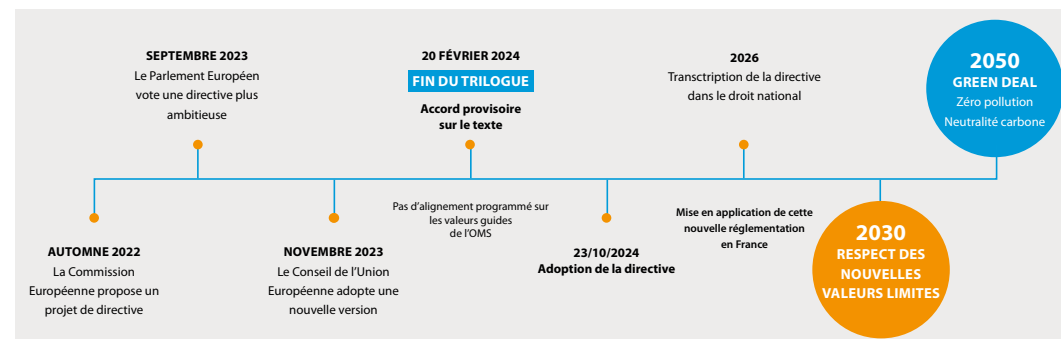 SEPTEMBRE 2023
Le Parlement Européen
vote une directive plus
ambitieuse
20 FÉVRIER 2024
FIN DU TRILOGUE
Accord provisoire
sur le texte
2026
Transctription de la directive
dans le droit national
2050
GREEN DEAL
Zéro pollution
Neutralité carbone
AUTOMNE 2022
La Commission
Européenne propose un
projet de directive
NOVEMBRE 2023
Le Conseil de l'Union
Européenne adopte une
nouvelle version
Pas d'alignement programmé sur
les valeurs guides
de l'OMS
23/10/2024
Adoption de la directive
Mise en application de cette
nouvelle réglementation
en France
2030
RESPECT DES
NOUVELLES
VALEURS LIMITES